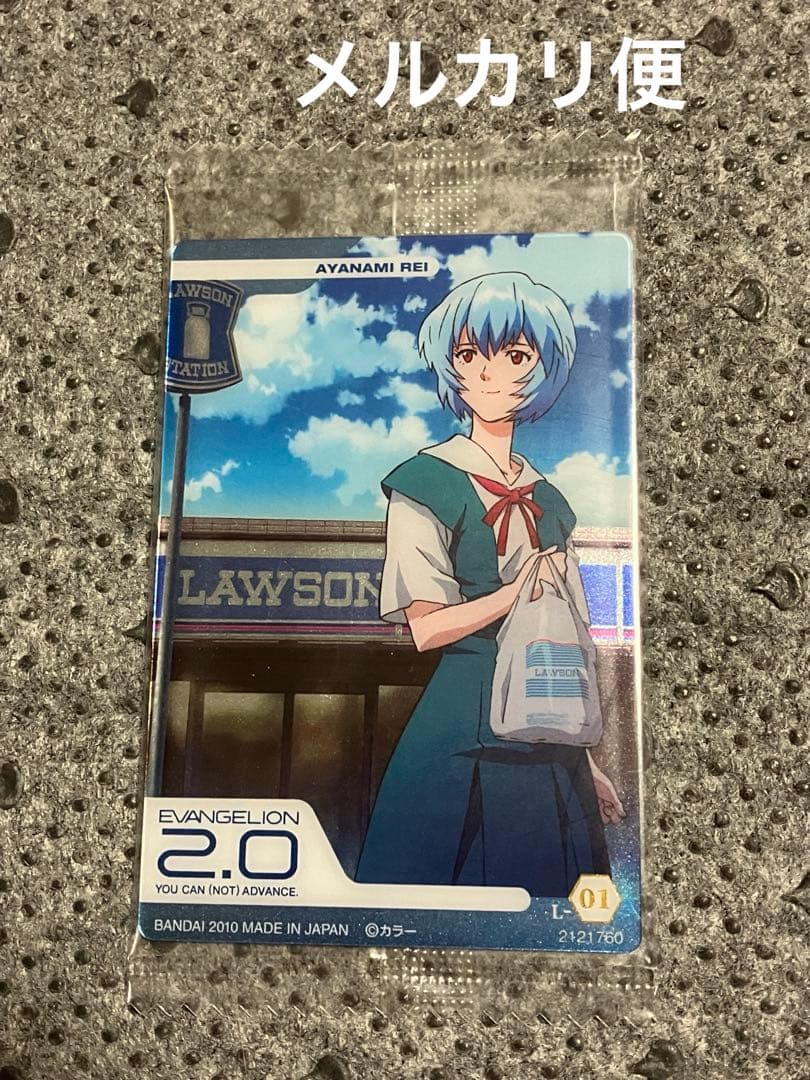 メルカリ便
AYANAMI REI
AWSON
STATION
LAWSON
LAWSON
EVANGELION
2.0
YOU CAN (NOT) ADVANCE.
L-01
BANDAI 2010 MADE IN JAPAN ©カラー
2121760